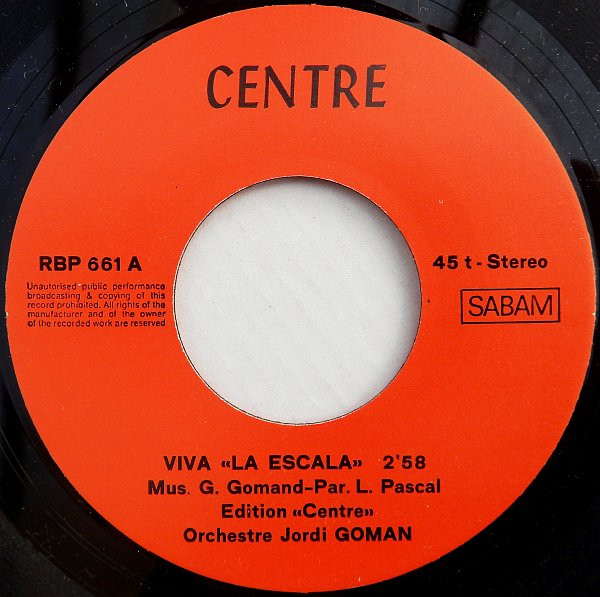 CENTRE
RBP 661 A
Unautorised public performance
broadcasting & copying of this
record prohibited. All rights of the
manufacturer and of the owner
of the recorded work are reserved
45 t - Stereo
SABAM
VIVA «LA ESCALA» 2'58
Mus. G. Gomand-Par. L. Pascal
Edition «Centre»
Orchestre Jordi GOMAN